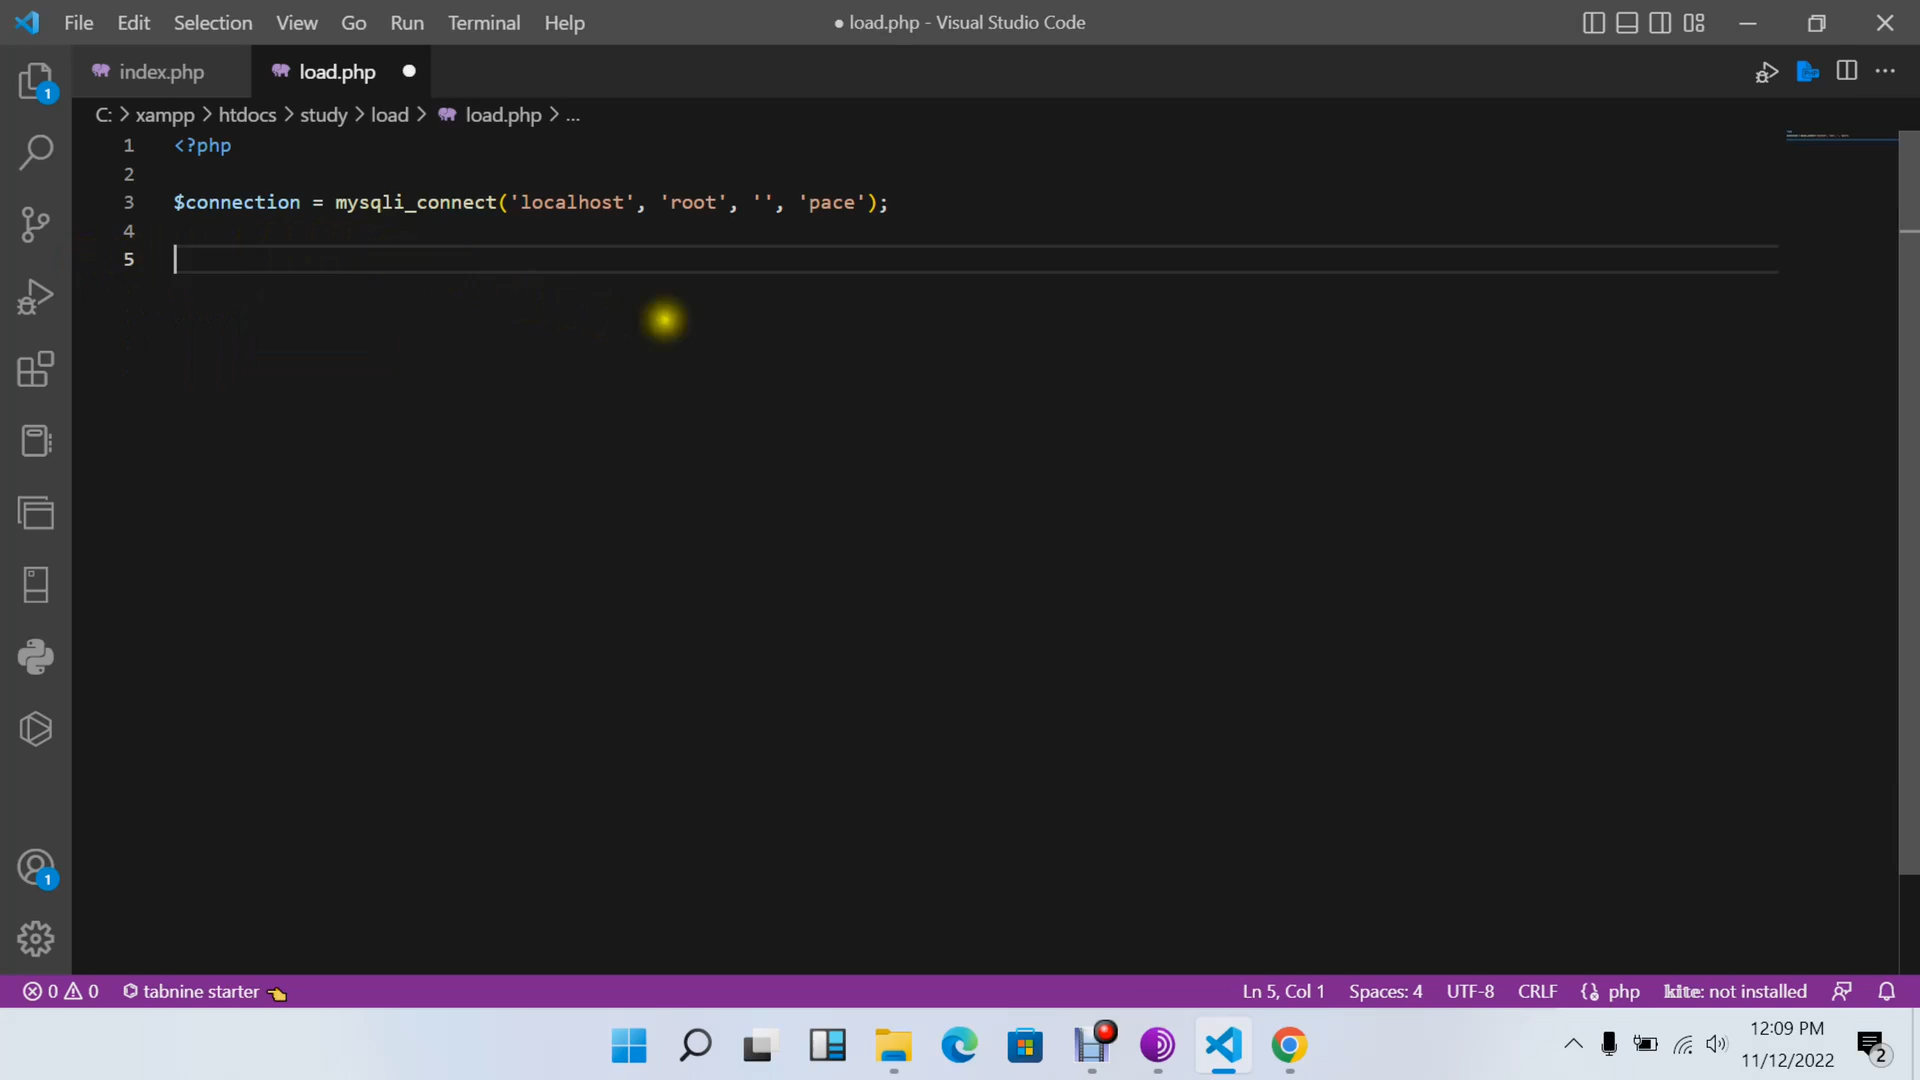 File Edit Selection View Go Run Terminal Help ● load.php - Visual Studio Code
index.php load.php
C: > xampp > htdocs > study > load > load.php > ...
1 <?php
2
3 $connection = mysqli_connect('localhost', 'root', '', 'pace');
4
5
1
1
0 0 tabnine starter Ln 5, Col 1 Spaces: 4 UTF-8 CRLF php kite: not installed
12:09 PM
11/12/2022
2